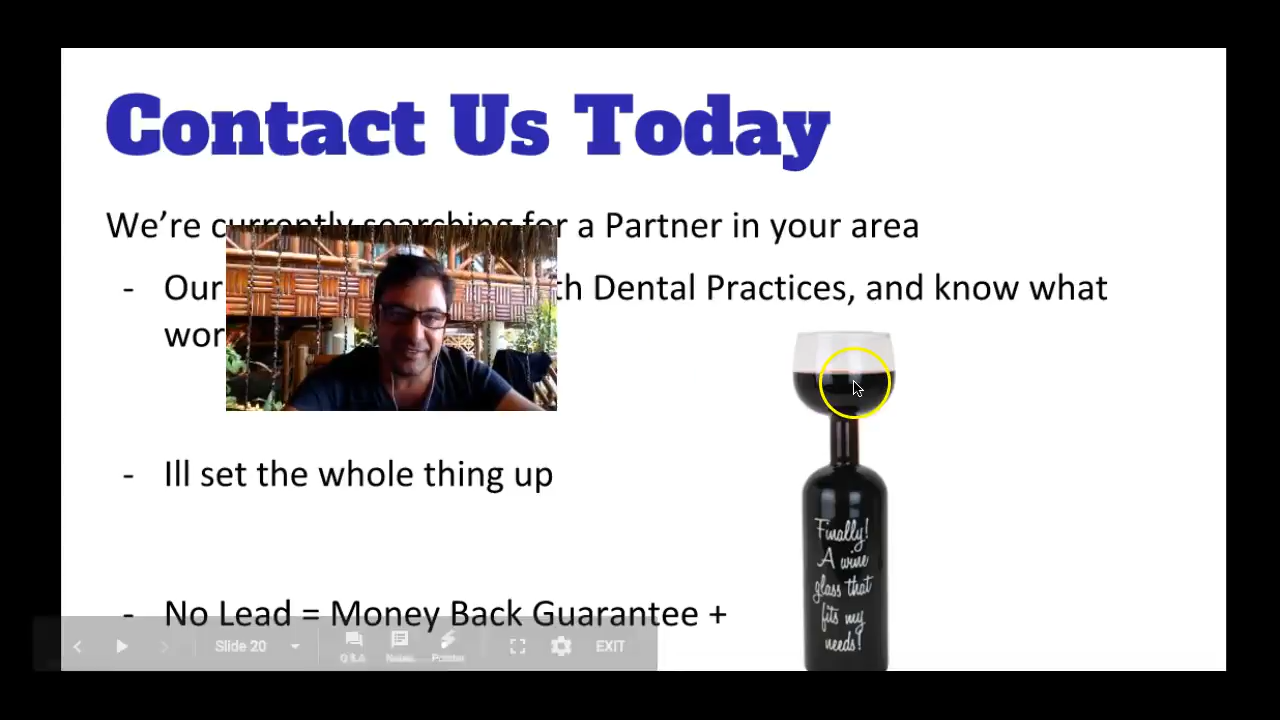 Contact Us Today
We're currently searching for a Partner in your area
- Our th Dental Practices, and know what
wor
- Ill set the whole thing up
- No Lead = Money Back Guarantee +
Finally!
A wine
glass that
fits my
needs!
Slide 20 Q & A Notes Pointer EXIT